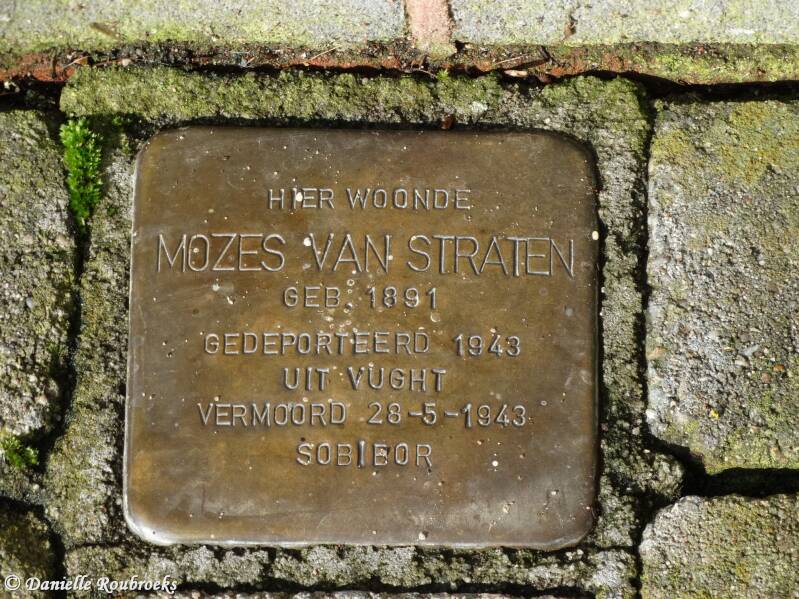 HIER WOONDE
MOZES VAN STRATEN
GEB. 1891
GEDEPORTEERD 1943
UIT VUGHT
VERMOORD 28-5-1943
SOBIBOR
© Danielle Roubroeks